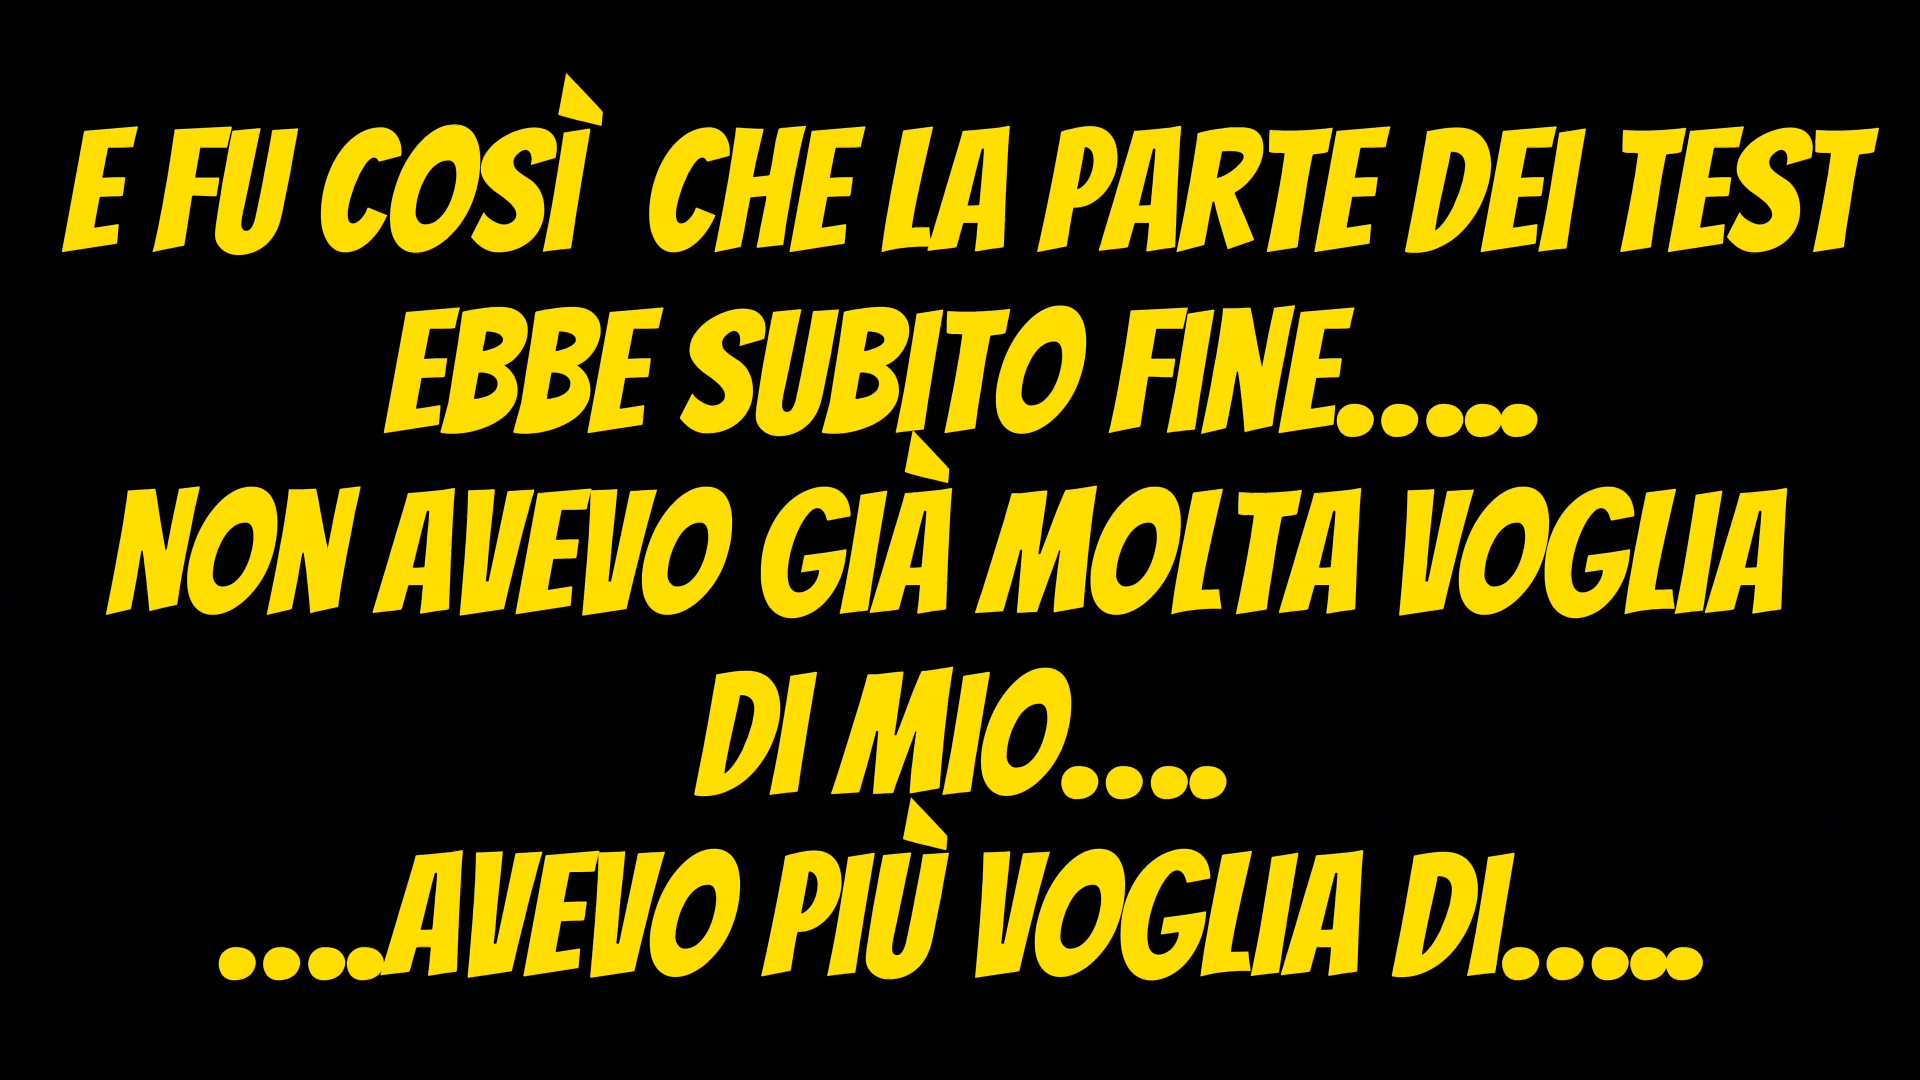 E FU COSÌ CHE LA PARTE DEI TEST
EBBE SUBITO FINE.....
NON AVEVO GIÀ MOLTA VOGLIA
DI MIO....
....AVEVO PIÙ VOGLIA DI.....